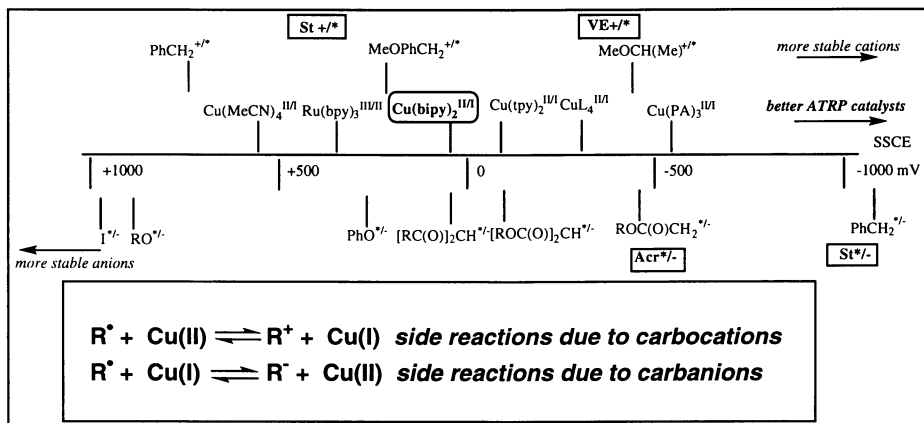 St +/* VE+/*
PhCH₂⁺/* MeOPhCH₂⁺/* MeOCH(Me)⁺/* more stable cations
Cu(MeCN)₄ᴵᴵ/ᴵ Ru(bpy)₃ᴵᴵᴵ/ᴵᴵ Cu(bipy)₂ᴵᴵ/ᴵ Cu(tpy)₂ᴵᴵ/ᴵ CuL₄ᴵᴵ/ᴵ Cu(PA)₃ᴵᴵ/ᴵ better ATRP catalysts
SSCE
+1000 +500 0 -500 -1000 mV
I*/- RO*/- PhO*/- [RC(O)]₂CH*/- [ROC(O)]₂CH*/- ROC(O)CH₂*/- PhCH₂*/-
more stable anions Acr*/- St*/-
R• + Cu(II) ⇌ R⁺ + Cu(I) side reactions due to carbocations
R• + Cu(I) ⇌ R⁻ + Cu(II) side reactions due to carbanions